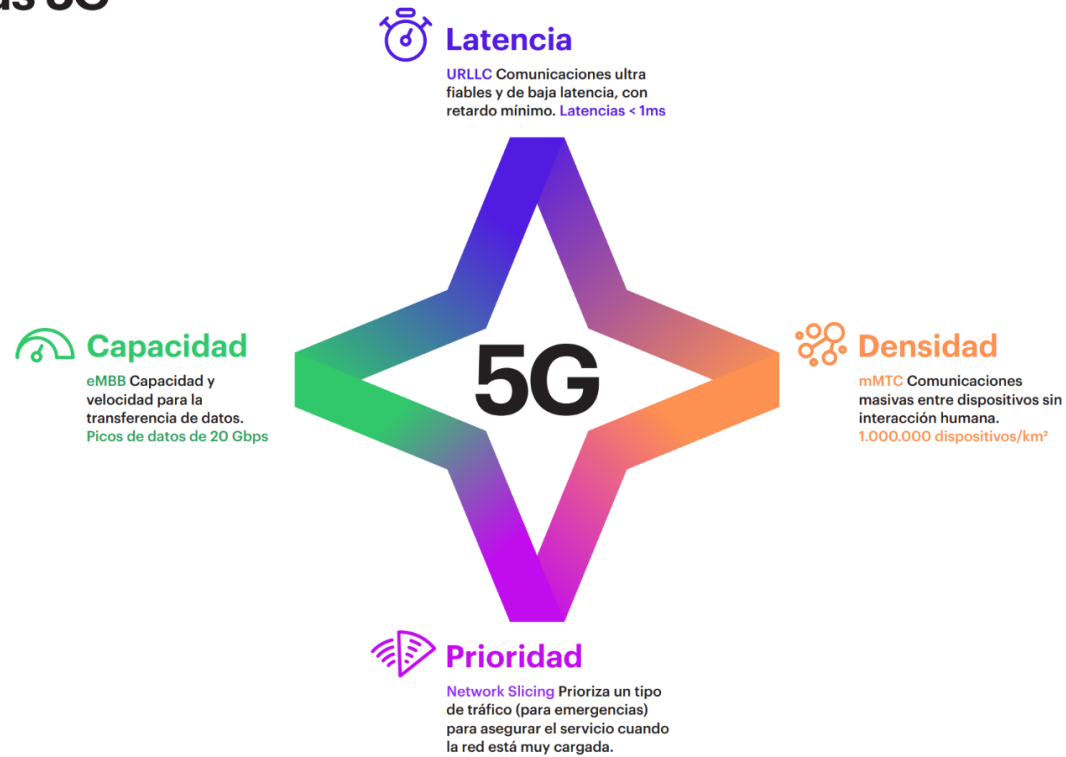 5G
Latencia
URLLC Comunicaciones ultra
fiables y de baja latencia, con
retardo mínimo. Latencias < 1ms
Capacidad
eMBB Capacidad y
velocidad para la
transferencia de datos.
Picos de datos de 20 Gbps
5G
Densidad
mMTC Comunicaciones
masivas entre dispositivos sin
interacción humana.
1.000.000 dispositivos/km²
Prioridad
Network Slicing Prioriza un tipo
de tráfico (para emergencias)
para asegurar el servicio cuando
la red está muy cargada.